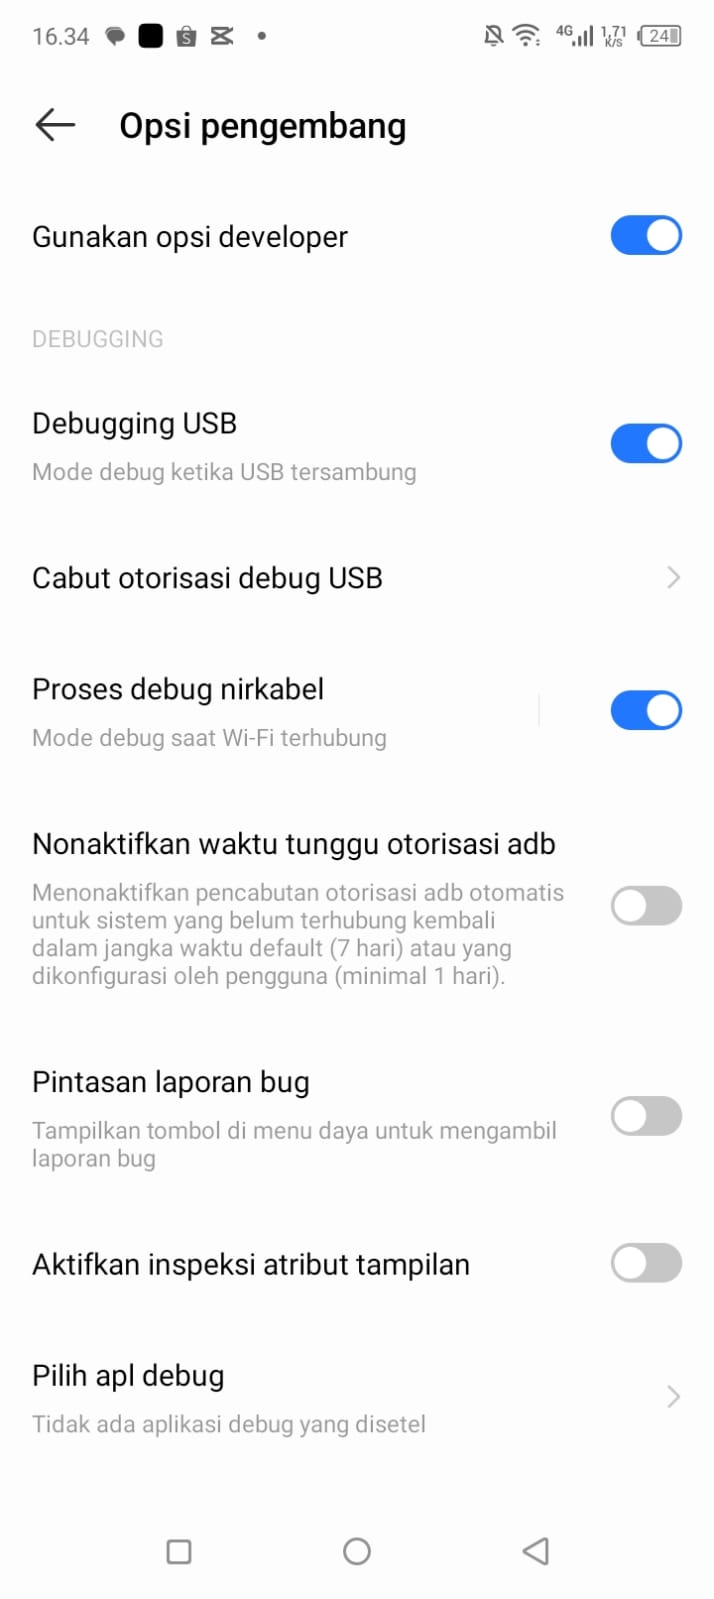 16.34
4G 1,71 K/S 24
Opsi pengembang
Gunakan opsi developer
DEBUGGING
Debugging USB
Mode debug ketika USB tersambung
Cabut otorisasi debug USB
Proses debug nirkabel
Mode debug saat Wi-Fi terhubung
Nonaktifkan waktu tunggu otorisasi adb
Menonaktifkan pencabutan otorisasi adb otomatis
untuk sistem yang belum terhubung kembali
dalam jangka waktu default (7 hari) atau yang
dikonfigurasi oleh pengguna (minimal 1 hari).
Pintasan laporan bug
Tampilkan tombol di menu daya untuk mengambil
laporan bug
Aktifkan inspeksi atribut tampilan
Pilih apl debug
Tidak ada aplikasi debug yang disetel